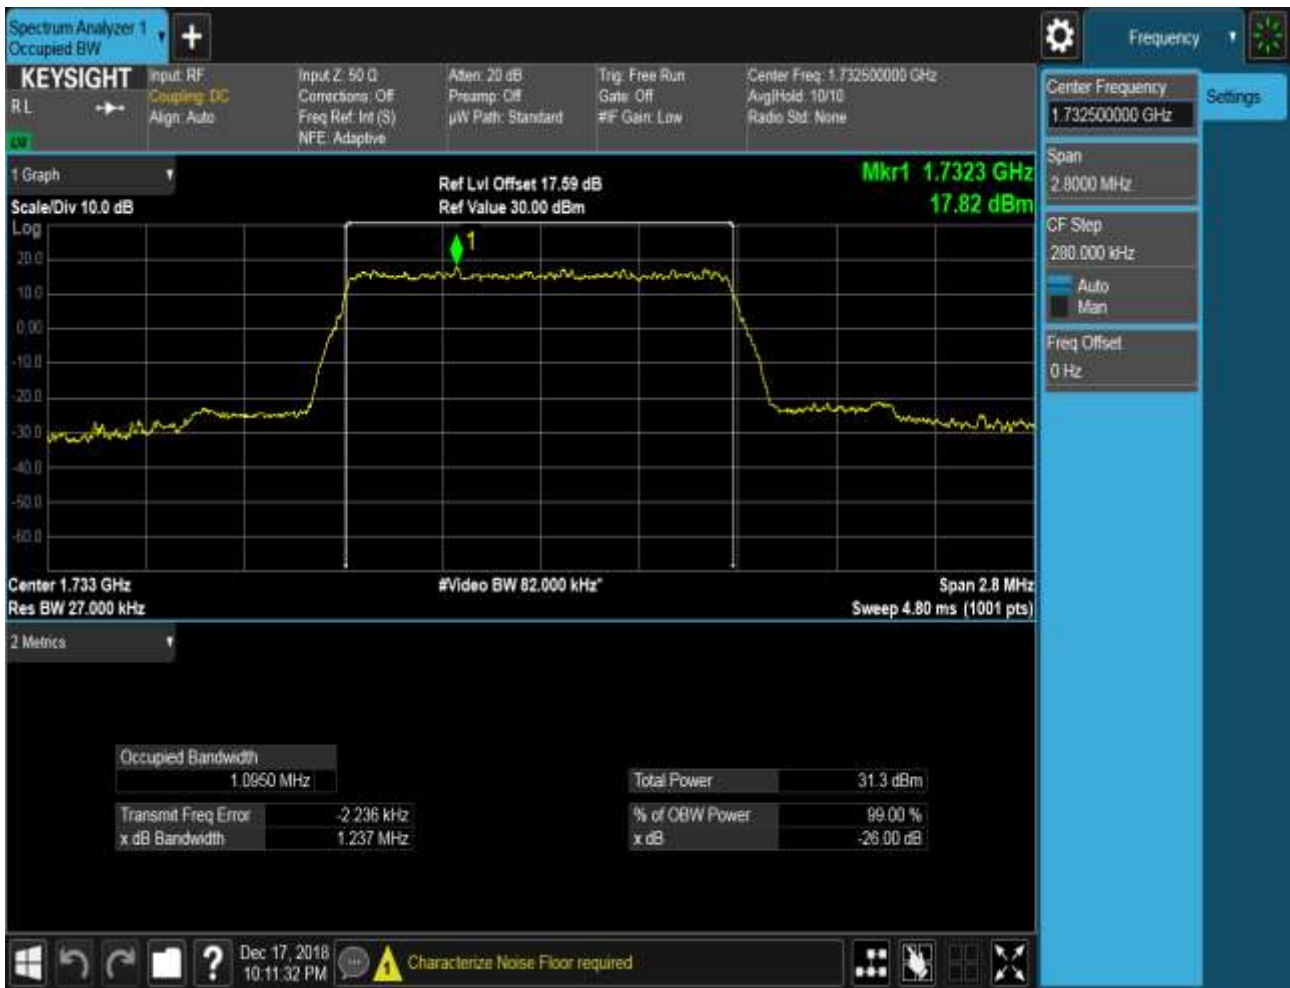 Spectrum Analyzer 1
Occupied BW
+
Frequency
KEYSIGHT
R L
Input: RF
Coupling: DC
Align: Auto
Input Z: 50 Ω
Corrections: Off
Freq Ref: Int (S)
NFE: Adaptive
Atten: 20 dB
Preamp: Off
µW Path: Standard
Trig: Free Run
Gate: Off
#IF Gain: Low
Center Freq: 1.732500000 GHz
Avg|Hold: 10/10
Radio Std: None
Center Frequency
1.732500000 GHz
Settings
Span
2.8000 MHz
CF Step
280.000 kHz
Auto
Man
Freq Offset
0 Hz
1 Graph
Scale/Div 10.0 dB
Ref Lvl Offset 17.59 dB
Ref Value 30.00 dBm
Mkr1 1.7323 GHz
17.82 dBm
Log
1
20.0
10.0
0.00
-10.0
-20.0
-30.0
-40.0
-50.0
-60.0
Center 1.733 GHz
#Video BW 82.000 kHz*
Span 2.8 MHz
Res BW 27.000 kHz
Sweep 4.80 ms (1001 pts)
2 Metrics
Occupied Bandwidth
1.0950 MHz
Total Power 31.3 dBm
Transmit Freq Error -2.236 kHz
% of OBW Power 99.00 %
x dB Bandwidth 1.237 MHz
x dB -26.00 dB
?
Dec 17, 2018
10:11:32 PM
1
Characterize Noise Floor required